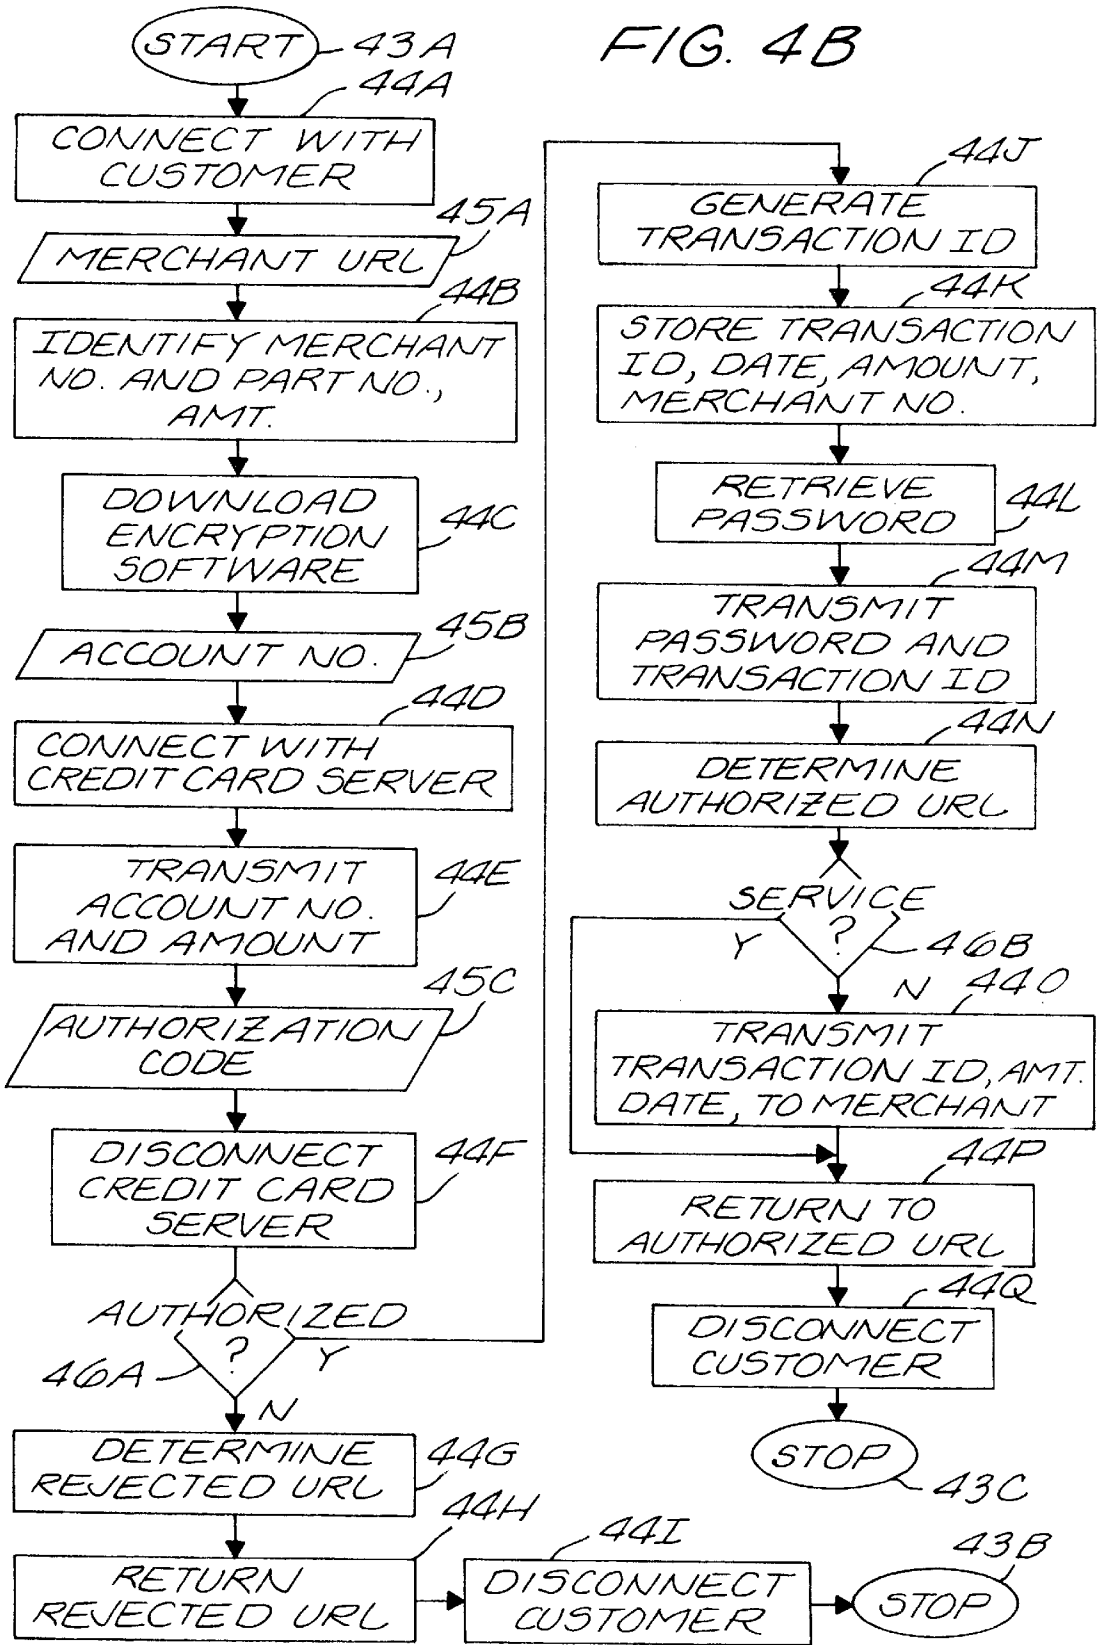 FIG. 4B
START
43A
44A
CONNECT WITH
CUSTOMER
45A
MERCHANT URL
44B
IDENTIFY MERCHANT
NO. AND PART NO.,
AMT.
DOWNLOAD
ENCRYPTION
SOFTWARE
44C
45B
ACCOUNT NO.
44D
CONNECT WITH
CREDIT CARD SERVER
TRANSMIT
ACCOUNT NO.
AND AMOUNT
44E
45C
AUTHORIZATION
CODE
DISCONNECT
CREDIT CARD
SERVER
44F
AUTHORIZED
?
Y
46A
N
DETERMINE
REJECTED URL
44G
44H
RETURN
REJECTED URL
44I
DISCONNECT
CUSTOMER
43B
STOP
44J
GENERATE
TRANSACTION ID
44K
STORE TRANSACTION
ID, DATE, AMOUNT,
MERCHANT NO.
RETRIEVE
PASSWORD
44L
44M
TRANSMIT
PASSWORD AND
TRANSACTION ID
44N
DETERMINE
AUTHORIZED URL
SERVICE
?
Y
46B
N
44O
TRANSMIT
TRANSACTION ID, AMT.
DATE, TO MERCHANT
44P
RETURN TO
AUTHORIZED URL
44Q
DISCONNECT
CUSTOMER
STOP
43C